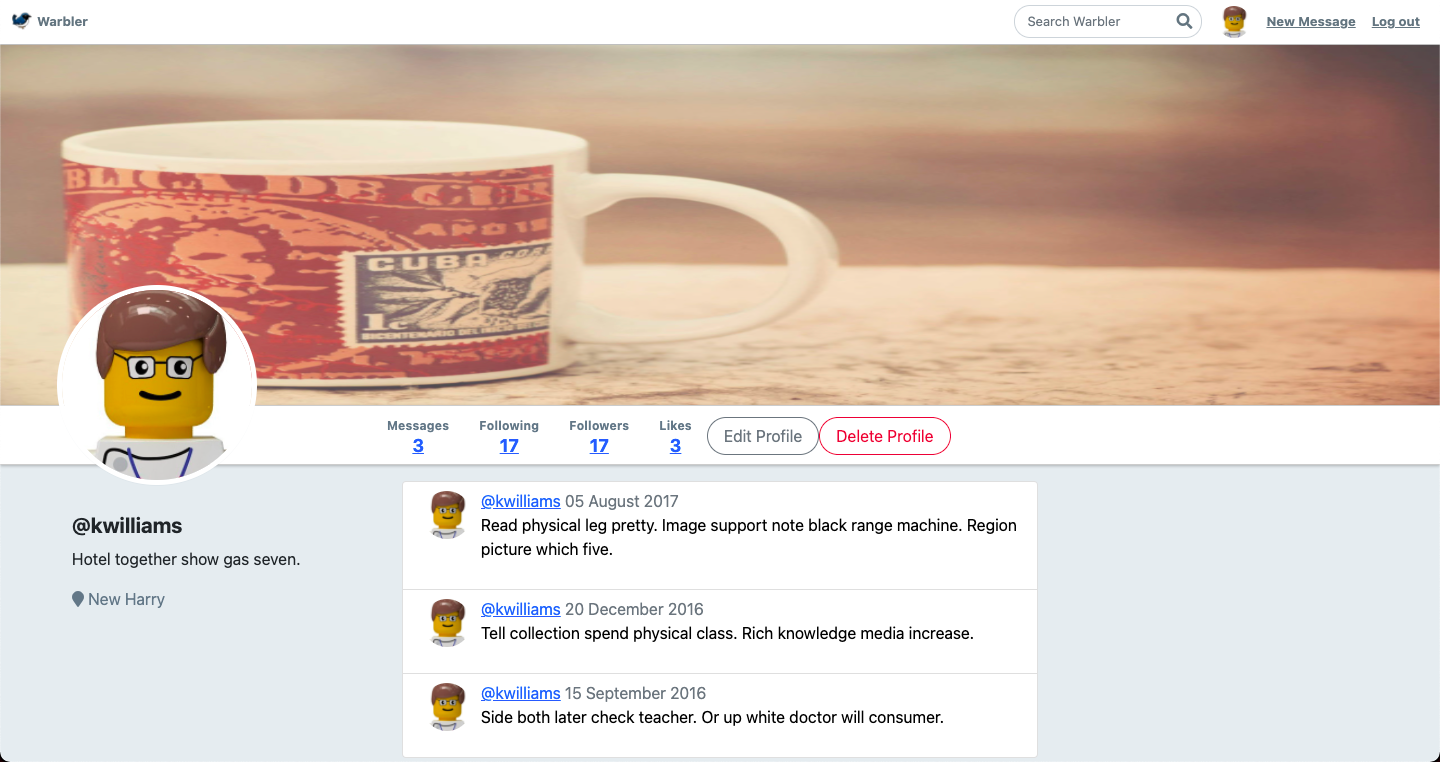 Warbler
Search Warbler
New Message
Log out
CUBA
1c
Messages
3
Following
17
Followers
17
Likes
3
Edit Profile
Delete Profile
@kwilliams
Hotel together show gas seven.
New Harry
@kwilliams 05 August 2017
Read physical leg pretty. Image support note black range machine. Region
picture which five.
@kwilliams 20 December 2016
Tell collection spend physical class. Rich knowledge media increase.
@kwilliams 15 September 2016
Side both later check teacher. Or up white doctor will consumer.